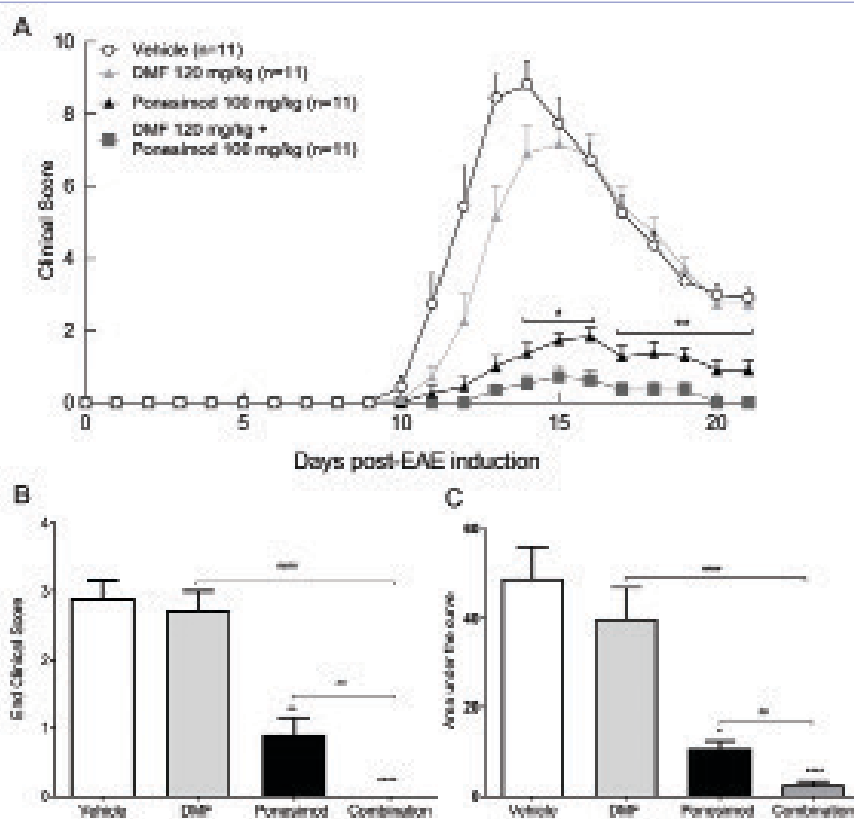 A
10
8
6
4
2
0
Clinical Score
Vehicle (n=11)
DMF 120 mg/kg (n=11)
Ponesimod 100 mg/kg (n=11)
DMF 120 mg/kg +
Ponesimod 100 mg/kg (n=11)
*
**
0 5 10 15 20
Days post-EAE induction
B
4
3
2
1
0
End Clinical Score
Vehicle DMF Ponesimod Combination
C
60
40
20
0
Area under the curve
Vehicle DMF Ponesimod Combination